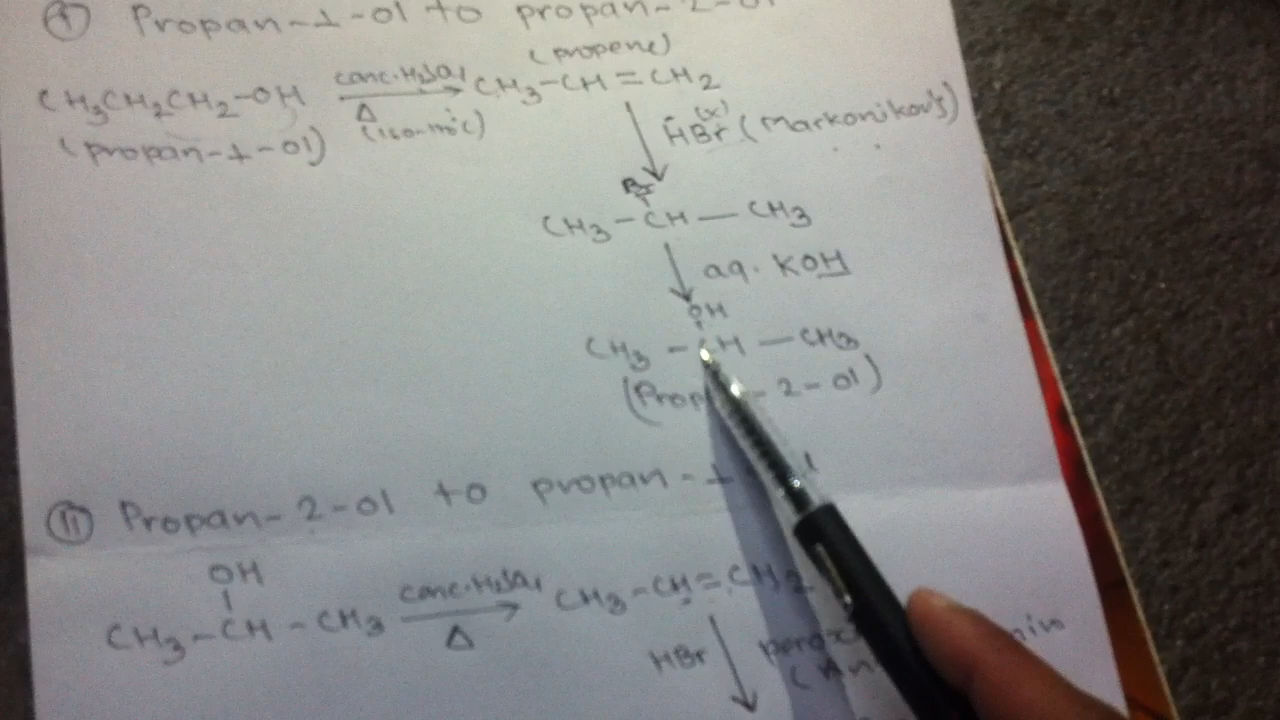 (I) Propan-1-ol to propan-2-ol
(propene)
CH3CH2CH2-OH conc.H2SO4 CH3-CH=CH2
Δ
(propan-1-ol)
(x)
HBr (Markonikov's)
Br
CH3-CH-CH3
aq. KOH
OH
CH3-CH-CH3
-2-ol)
(II) Propan-2-ol to propan-1
OH
CH3-CH-CH3 conc.H2SO4 CH3-CH=CH2
Δ
HBr